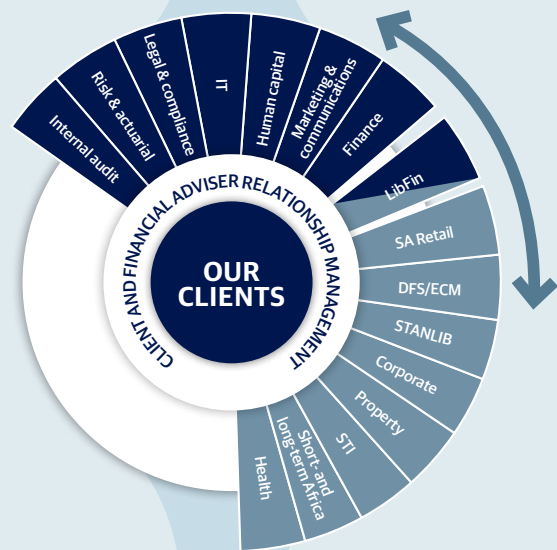 Internal audit
Risk & actuarial
Legal & compliance
IT
Human capital
Marketing &
communications
Finance
LibFin
SA Retail
DFS/ECM
STANLIB
Corporate
Property
STI
Short- and
long-term Africa
Health
CLIENT AND FINANCIAL ADVISER RELATIONSHIP MANAGEMENT
OUR
CLIENTS